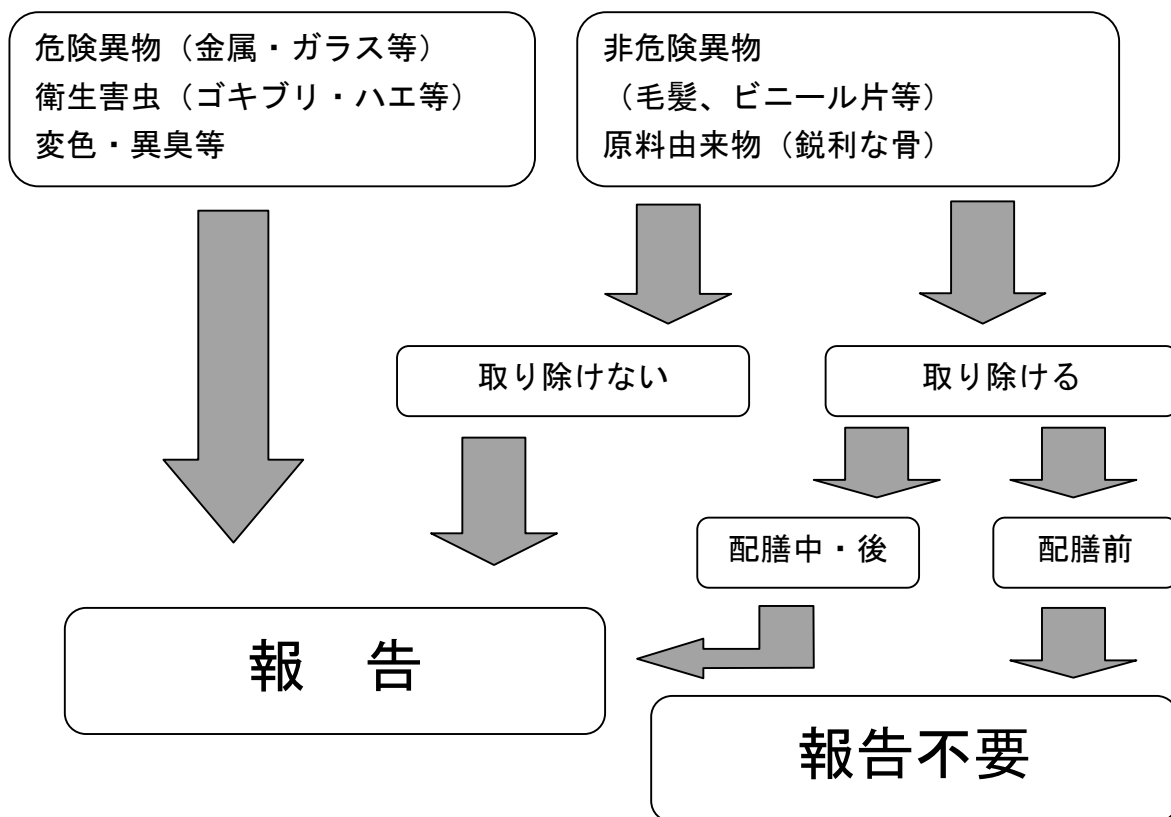 危険異物（金属・ガラス等）
衛生害虫（ゴキブリ・ハエ等）
変色・異臭等
非危険異物
（毛髪、ビニール片等）
原料由来物（鋭利な骨）
取り除けない
取り除ける
配膳中・後
配膳前
報　告
報告不要